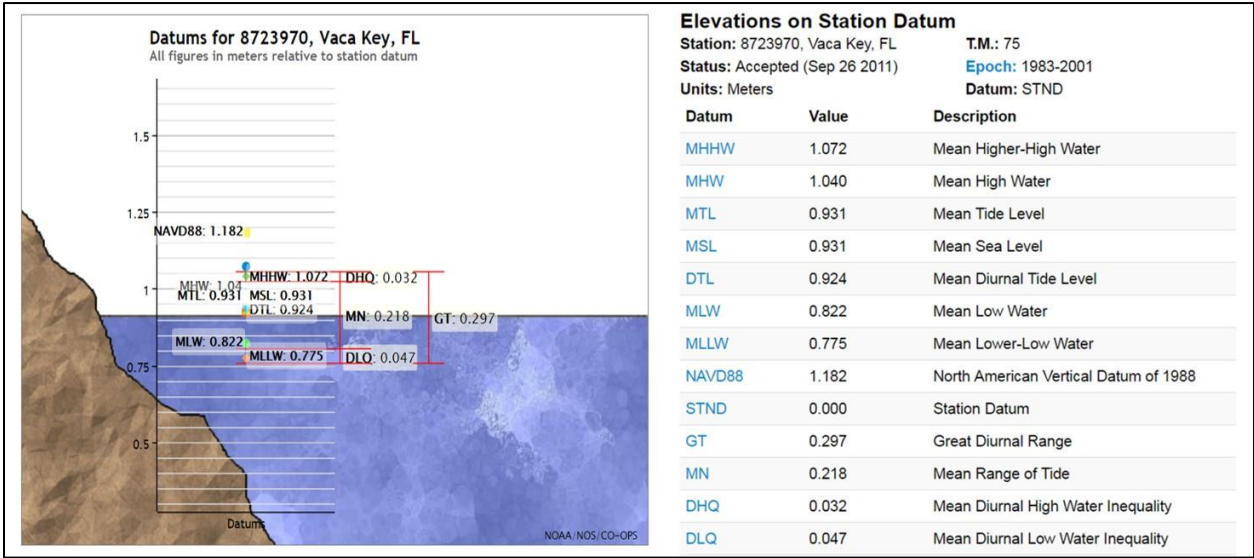 Datums for 8723970, Vaca Key, FL
All figures in meters relative to station datum
1.5
1.25
NAVD88: 1.182
MHHW: 1.072 DHQ: 0.032
MHW: 1.04
1
MTL: 0.931 MSL: 0.931
DTL: 0.924
MN: 0.218 GT: 0.297
MLW: 0.822
MLLW: 0.775 DLQ: 0.047
0.75
0.5
Datums
NOAA/NOS/CO-OPS
Elevations on Station Datum
Station: 8723970, Vaca Key, FL T.M.: 75
Status: Accepted (Sep 26 2011) Epoch: 1983-2001
Units: Meters Datum: STND
Datum Value Description
MHHW 1.072 Mean Higher-High Water
MHW 1.040 Mean High Water
MTL 0.931 Mean Tide Level
MSL 0.931 Mean Sea Level
DTL 0.924 Mean Diurnal Tide Level
MLW 0.822 Mean Low Water
MLLW 0.775 Mean Lower-Low Water
NAVD88 1.182 North American Vertical Datum of 1988
STND 0.000 Station Datum
GT 0.297 Great Diurnal Range
MN 0.218 Mean Range of Tide
DHQ 0.032 Mean Diurnal High Water Inequality
DLQ 0.047 Mean Diurnal Low Water Inequality